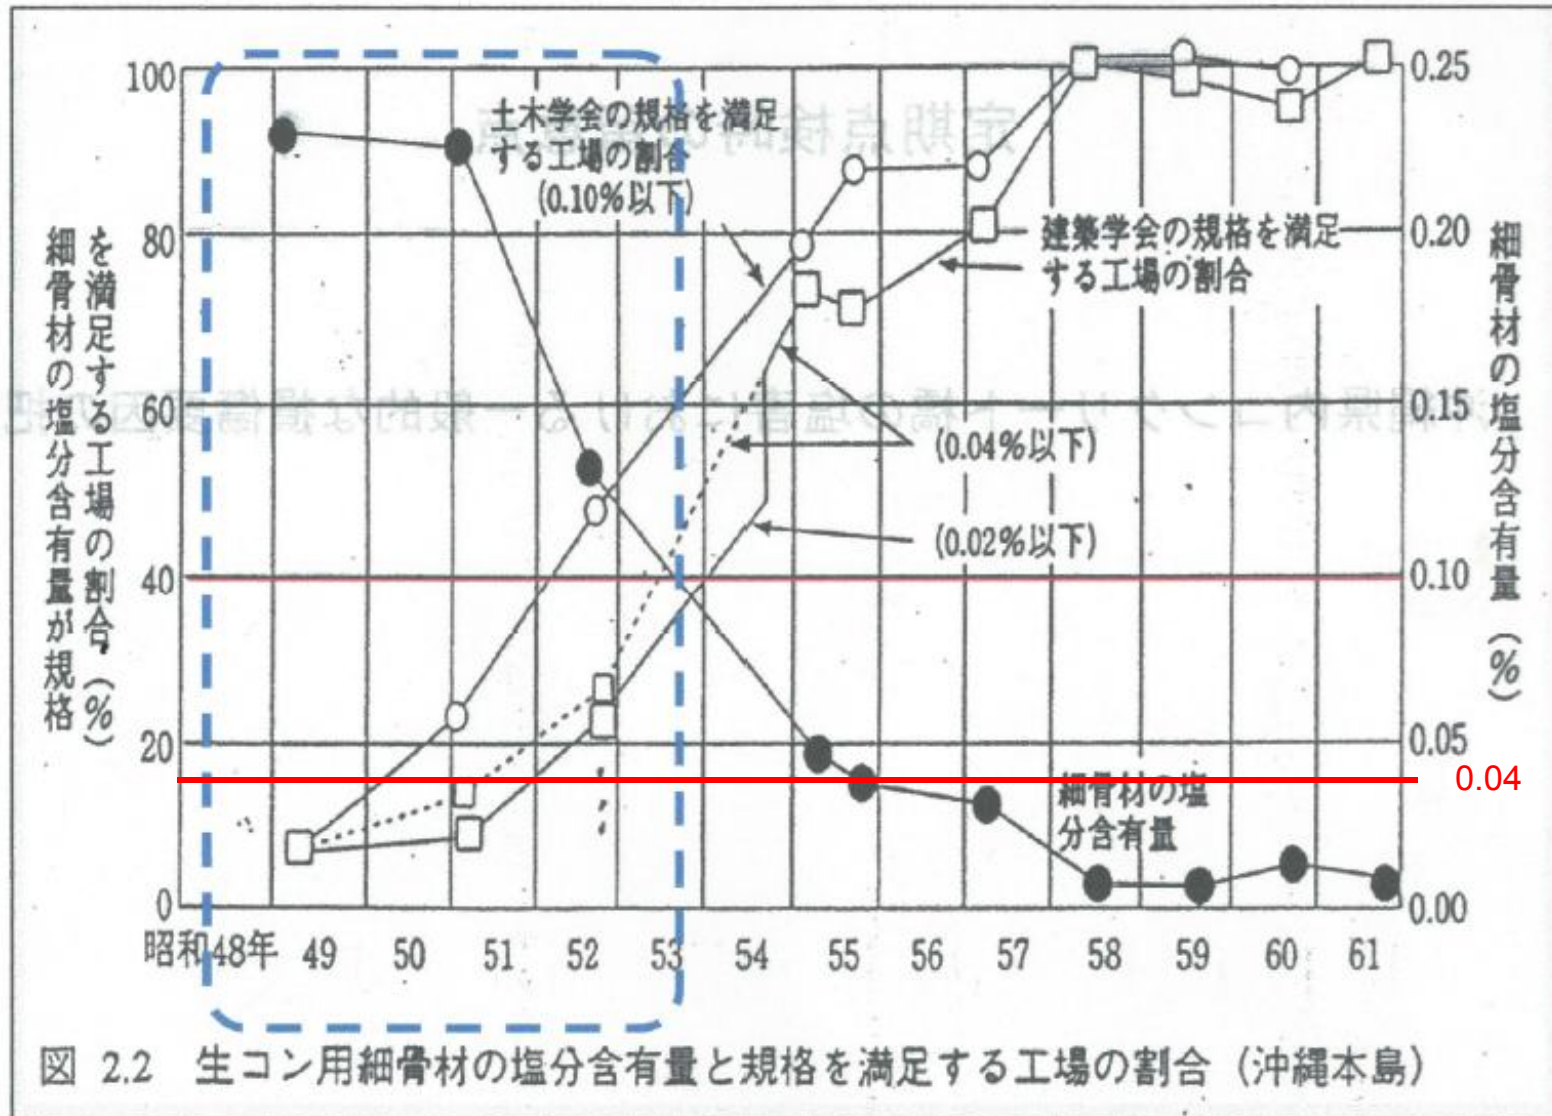 100
80
60
40
20
0
細骨材の塩分含有量が規格
を満足する工場の割合(%)
土木学会の規格を満足
する工場の割合
(0.10%以下)
建築学会の規格を満足
する工場の割合
(0.04%以下)
(0.02%以下)
細骨材の塩
分含有量
0.25
0.20
0.15
0.10
0.05
0.04
0.00
細骨材の塩分含有量(%)
昭和48年 49 50 51 52 53 54 55 56 57 58 59 60 61
図 2.2 生コン用細骨材の塩分含有量と規格を満足する工場の割合(沖縄本島)